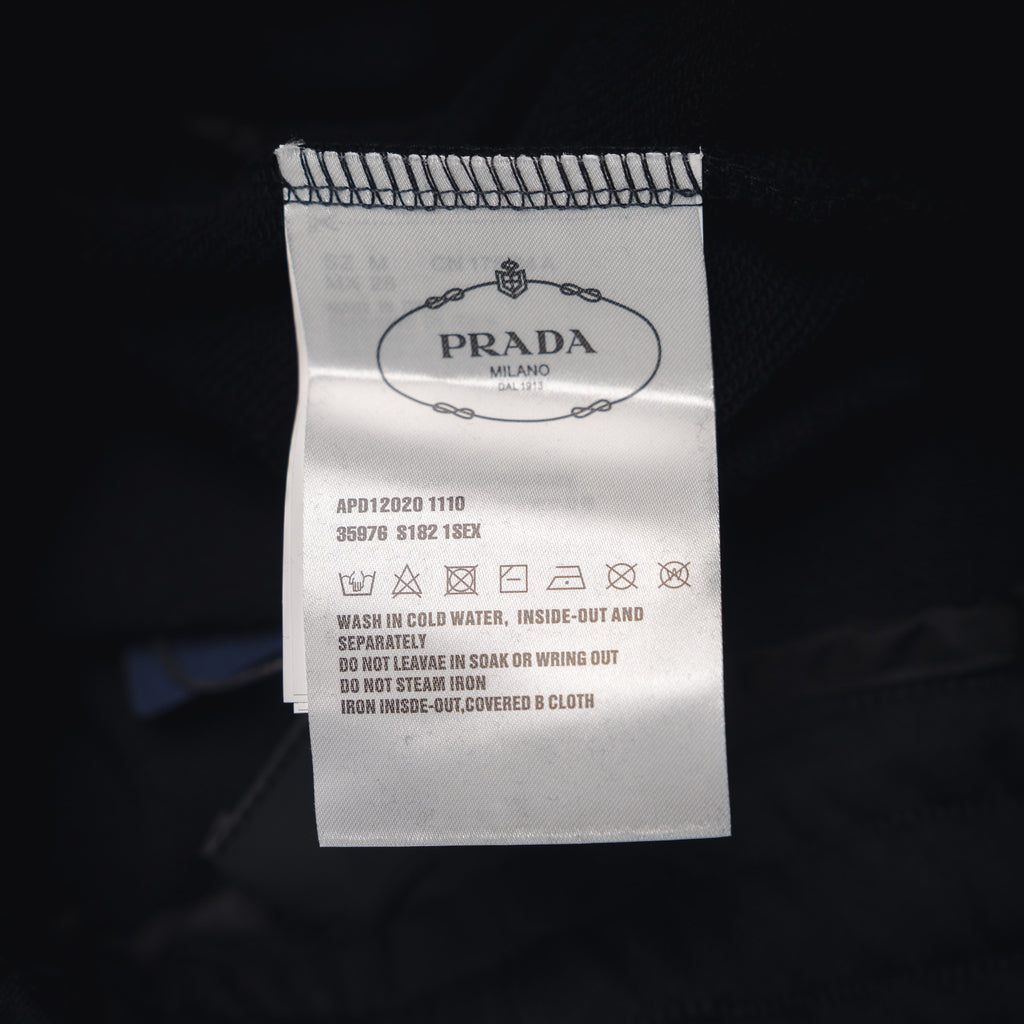 PRADA
MILANO
DAL 1913
APD12020 1110
35976 S182 1SEX
WASH IN COLD WATER, INSIDE-OUT AND
SEPARATELY
DO NOT LEAVAE IN SOAK OR WRING OUT
DO NOT STEAM IRON
IRON INISDE-OUT,COVERED B CLOTH